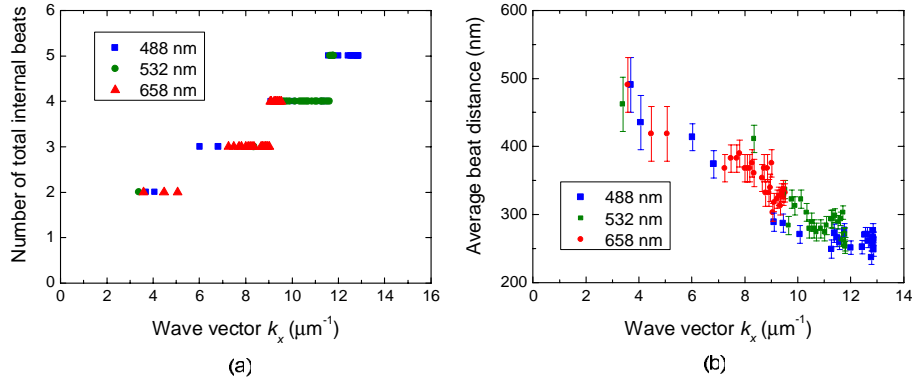 Number of total internal beats
6
5
4
3
2
1
0
488 nm
532 nm
658 nm
0 2 4 6 8 10 12 14 16
Wave vector kₓ (μm⁻¹)
(a)
Average beat distance (nm)
600
500
400
300
200
488 nm
532 nm
658 nm
0 2 4 6 8 10 12 14
Wave vector kₓ (μm⁻¹)
(b)